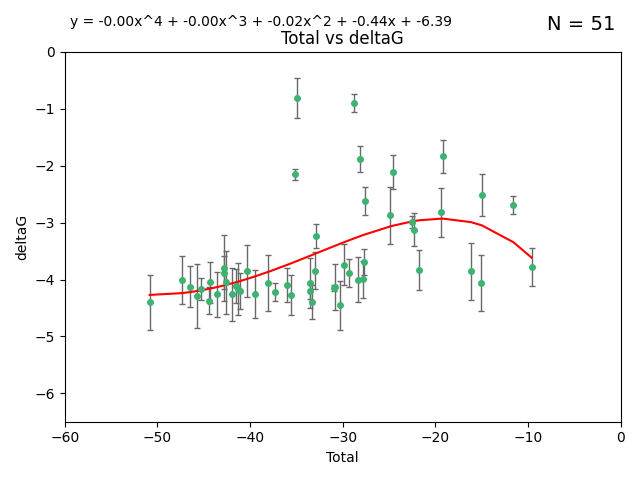 y = -0.00x^4 + -0.00x^3 + -0.02x^2 + -0.44x + -6.39
N = 51
Total vs deltaG
0
−1
−2
−3
−4
−5
−6
deltaG
−60
−50
−40
−30
−20
−10
0
Total